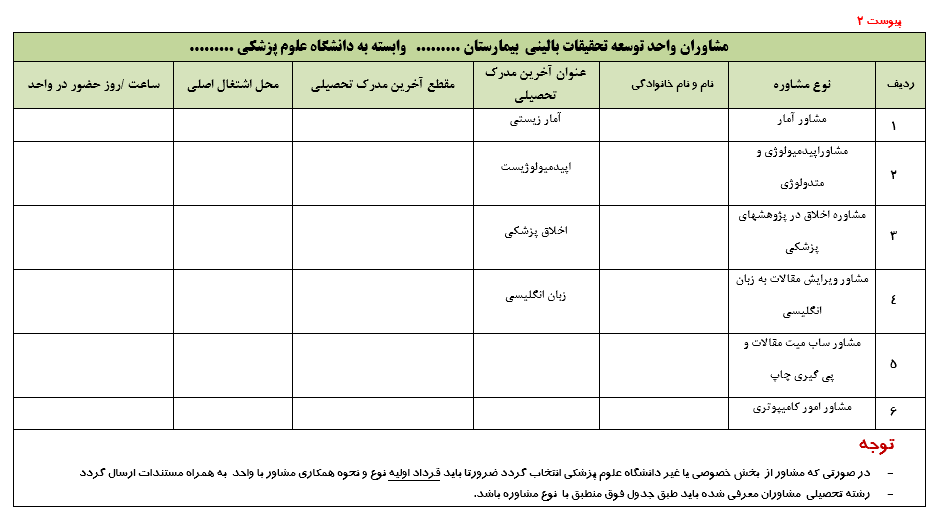 پیوست ۲
مشاوران واحد توسعه تحقیقات بالینی بیمارستان ......... وابسته به دانشگاه علوم پزشکی .........
ردیف نوع مشاوره نام و نام خانوادگی عنوان آخرین مدرک تحصیلی مقطع آخرین مدرک تحصیلی محل اشتغال اصلی ساعت /روز حضور در واحد
۱ مشاور آمار آمار زیستی
۲ مشاوراپیدمیولوژی و متدولوژی اپیدمیولوژیست
۳ مشاوره اخلاق در پژوهشهای پزشکی اخلاق پزشکی
۴ مشاور ویرایش مقالات به زبان انگلیسی زبان انگلیسی
۵ مشاور ساب میت مقالات و پی گیری چاپ
۶ مشاور امور کامپیوتری
توجه
- در صورتی که مشاور از بخش خصوصی یا غیر دانشگاه علوم پزشکی انتخاب گردد ضرورتا باید قرداد اولیه نوع و نحوه همکاری مشاور با واحد به همراه مستندات ارسال گردد
- رشته تحصیلی مشاوران معرفی شده باید طبق جدول فوق منطبق با نوع مشاوره باشد.